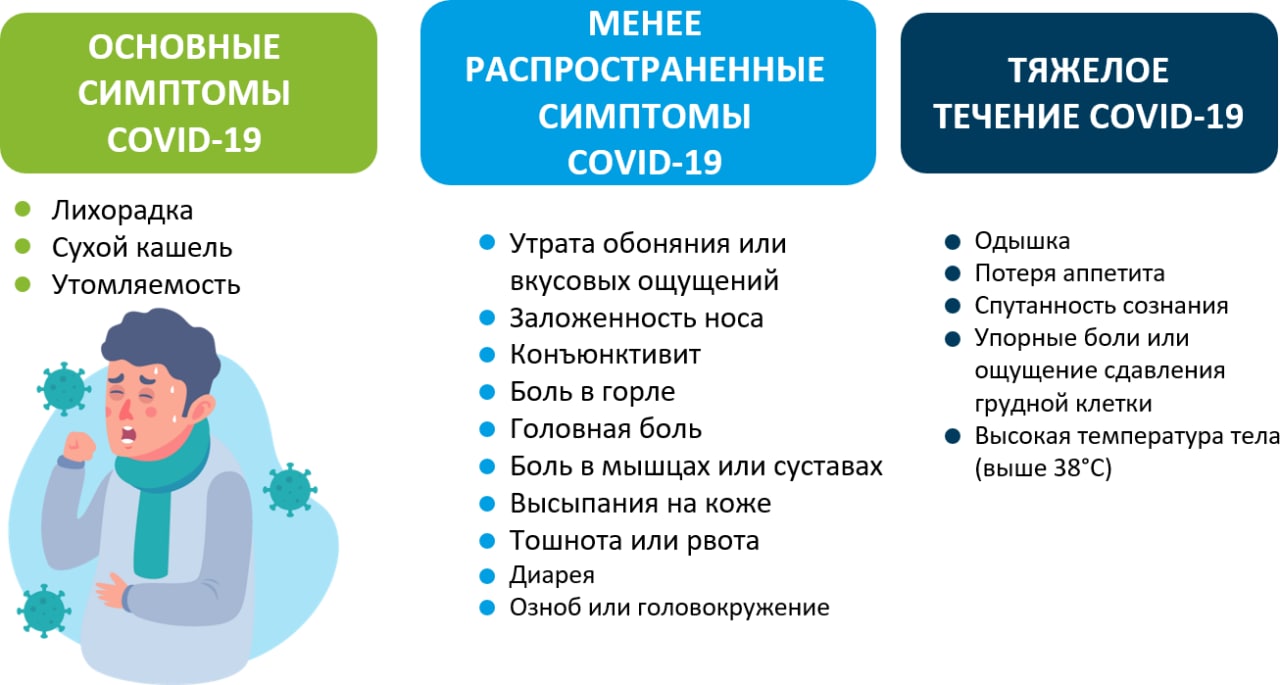 ОСНОВНЫЕ
СИМПТОМЫ
COVID-19
Лихорадка
Сухой кашель
Утомляемость
МЕНЕЕ
РАСПРОСТРАНЕННЫЕ
СИМПТОМЫ
COVID-19
Утрата обоняния или
вкусовых ощущений
Заложенность носа
Конъюнктивит
Боль в горле
Головная боль
Боль в мышцах или суставах
Высыпания на коже
Тошнота или рвота
Диарея
Озноб или головокружение
ТЯЖЕЛОЕ
ТЕЧЕНИЕ COVID-19
Одышка
Потеря аппетита
Спутанность сознания
Упорные боли или
ощущение сдавления
грудной клетки
Высокая температура тела
(выше 38°C)